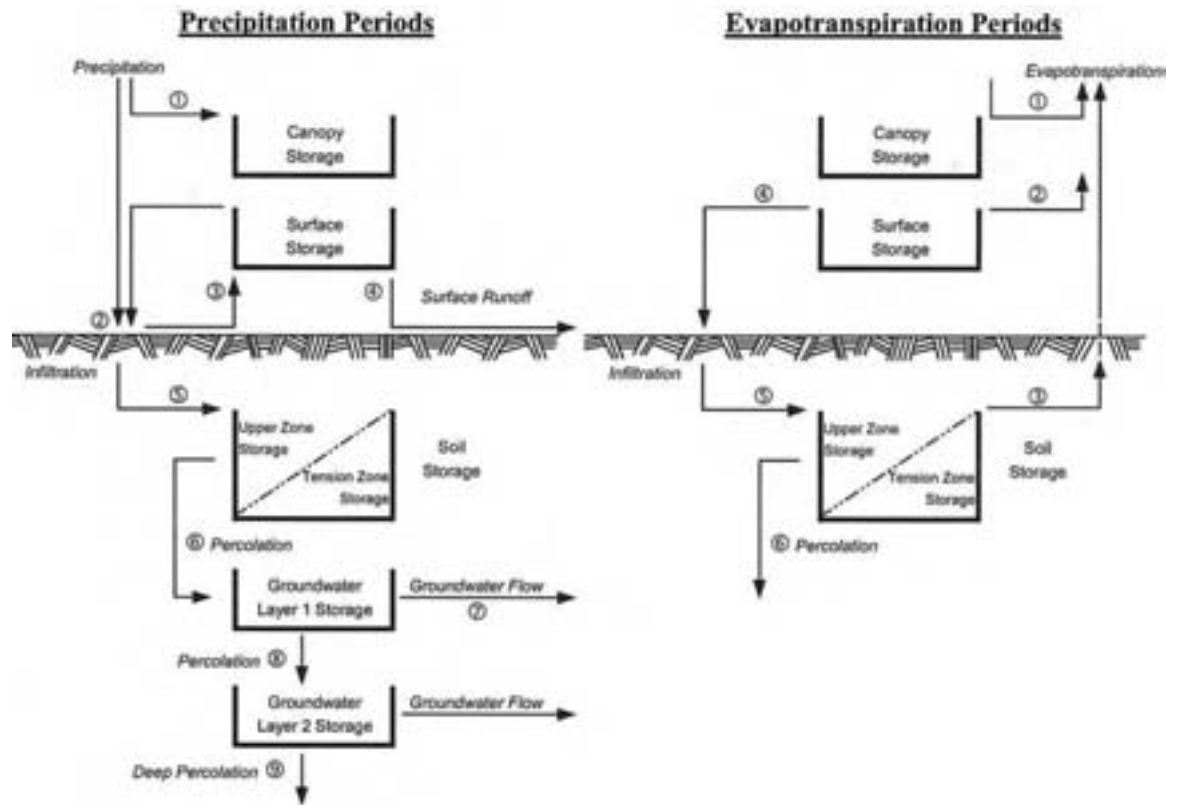 Precipitation Periods
Precipitation
①
Canopy
Storage
Surface
Storage
③
④
Surface Runoff
②
Infiltration
⑤
Upper Zone
Storage
Tension Zone
Storage
Soil
Storage
⑥ Percolation
Groundwater
Layer 1 Storage
Groundwater Flow
⑦
Percolation ⑧
Groundwater
Layer 2 Storage
Groundwater Flow
Deep Percolation ⑨
Evapotranspiration Periods
Evapotranspiration
①
Canopy
Storage
④
②
Surface
Storage
Infiltration
⑤
③
Upper Zone
Storage
Tension Zone
Storage
Soil
Storage
⑥ Percolation